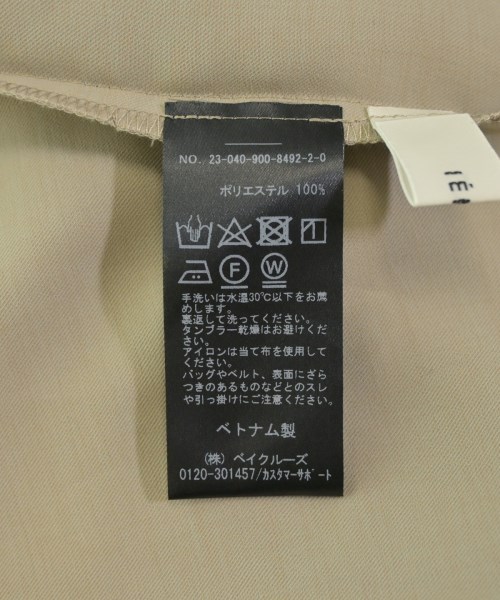 NO. 23-040-900-8492-2-0
ポリエステル 100%
F W
手洗いは水温30℃以下をお薦
めします。
裏返して洗ってください。
タンブラー乾燥はお避けくださ
い。
アイロンは当て布を使用して
ください。
バッグやベルト、表面にざら
つきのあるものなどとのスレ
や引っ掛けにご注意ください。
ベトナム製
(株) ベイクルーズ
0120-301457/カスタマーサポート